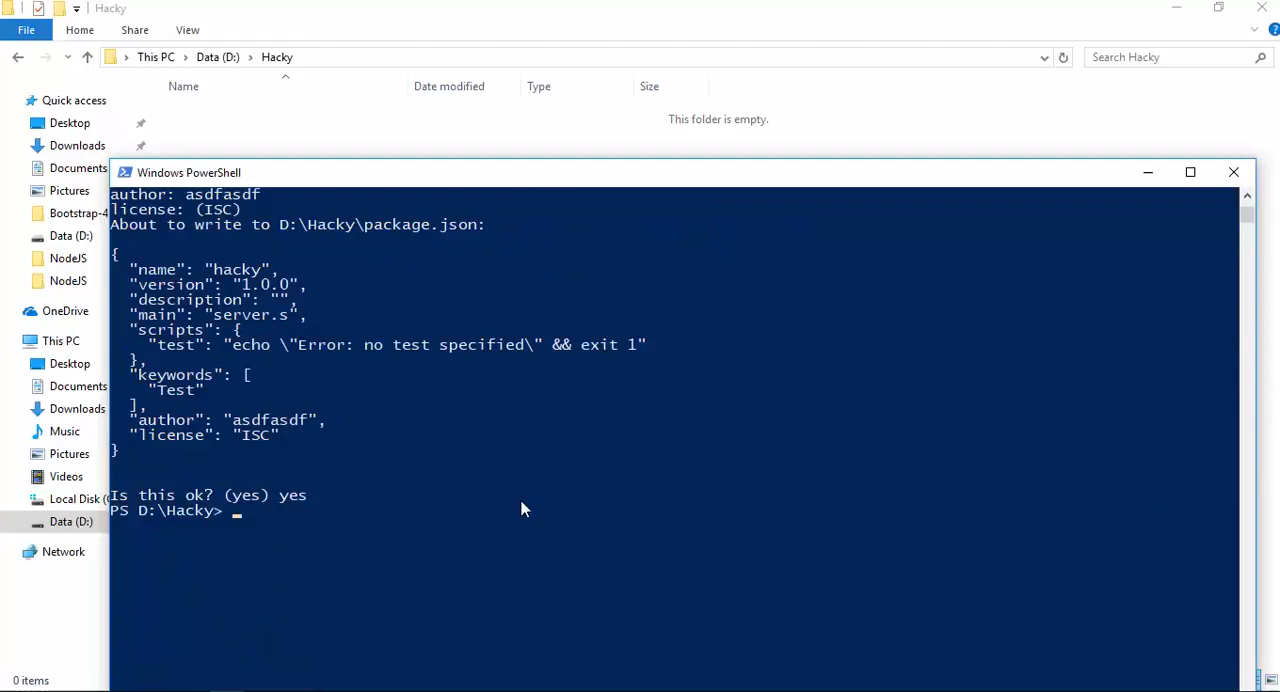 Hacky
File Home Share View
This PC Data (D:) Hacky Search Hacky
Name Date modified Type Size
This folder is empty.
Quick access
Desktop
Downloads
Documents
Pictures
Bootstrap-4
Data (D:)
NodeJS
NodeJS
OneDrive
This PC
Desktop
Documents
Downloads
Music
Pictures
Videos
Local Disk (
Data (D:)
Network
0 items
Windows PowerShell
author: asdfasdf
license: (ISC)
About to write to D:\Hacky\package.json:
{
"name": "hacky",
"version": "1.0.0",
"description": "",
"main": "server.s",
"scripts": {
"test": "echo \"Error: no test specified\" && exit 1"
},
"keywords": [
"Test"
],
"author": "asdfasdf",
"license": "ISC"
}
Is this ok? (yes) yes
PS D:\Hacky> _